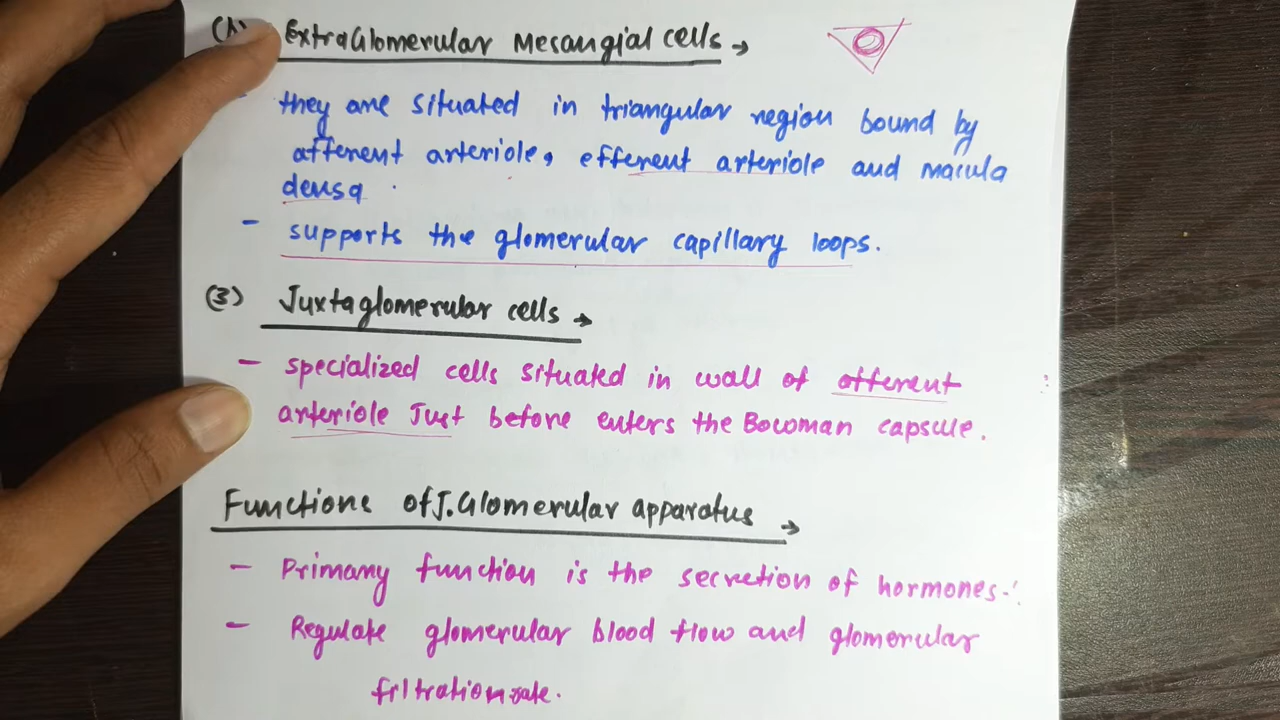 Extraglomerular Mesangial cells →
they are situated in triangular region bound by
afferent arteriole, efferent arteriole and macula
densa.
- supports the glomerular capillary loops.
(3) Juxtaglomerular cells →
- specialized cells situated in wall of afferent
arteriole Just before enters the Bowman capsule.
Functions of J. Glomerular apparatus →
- Primary function is the secretion of hormones.
- Regulate glomerular blood flow and glomerular
filtration rate.